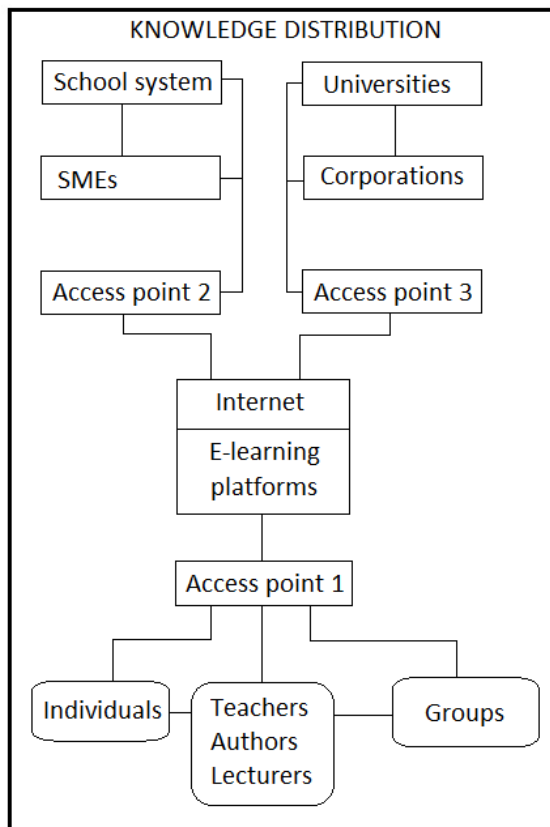 KNOWLEDGE DISTRIBUTION
School system
Universities
SMEs
Corporations
Access point 2
Access point 3
Internet
E-learning
platforms
Access point 1
Individuals
Teachers
Authors
Lecturers
Groups